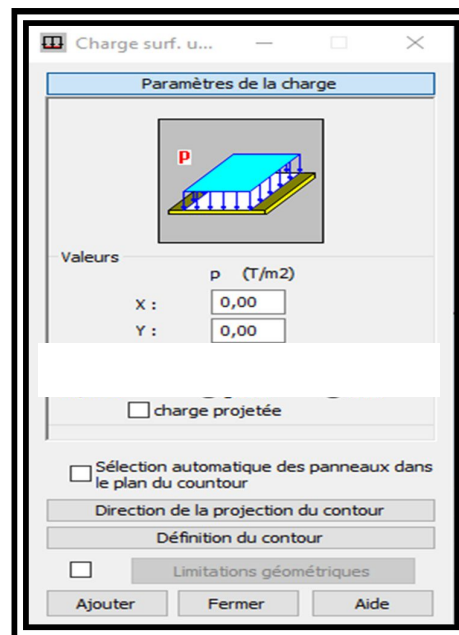 Charge surf. u...
Paramètres de la charge
p
Valeurs
p (T/m2)
X : 0,00
Y : 0,00
charge projetée
Sélection automatique des panneaux dans
le plan du countour
Direction de la projection du contour
Définition du contour
Limitations géométriques
Ajouter Fermer Aide